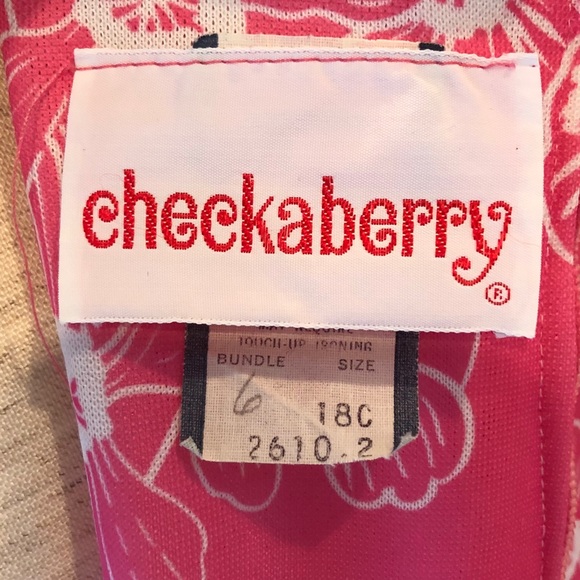 checkaberry
®
TOUCH-UP IRONING
BUNDLE SIZE
6 18C
2610.2